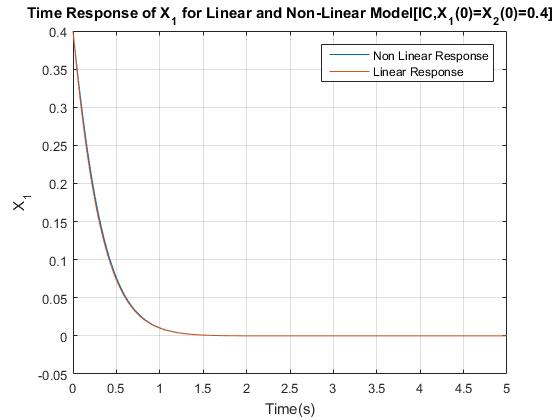 Time Response of X1 for Linear and Non-Linear Model[IC,X1(0)=X2(0)=0.4]
Non Linear Response
Linear Response
0.4
0.35
0.3
0.25
0.2
0.15
0.1
0.05
0
-0.05
X1
0 0.5 1 1.5 2 2.5 3 3.5 4 4.5 5
Time(s)